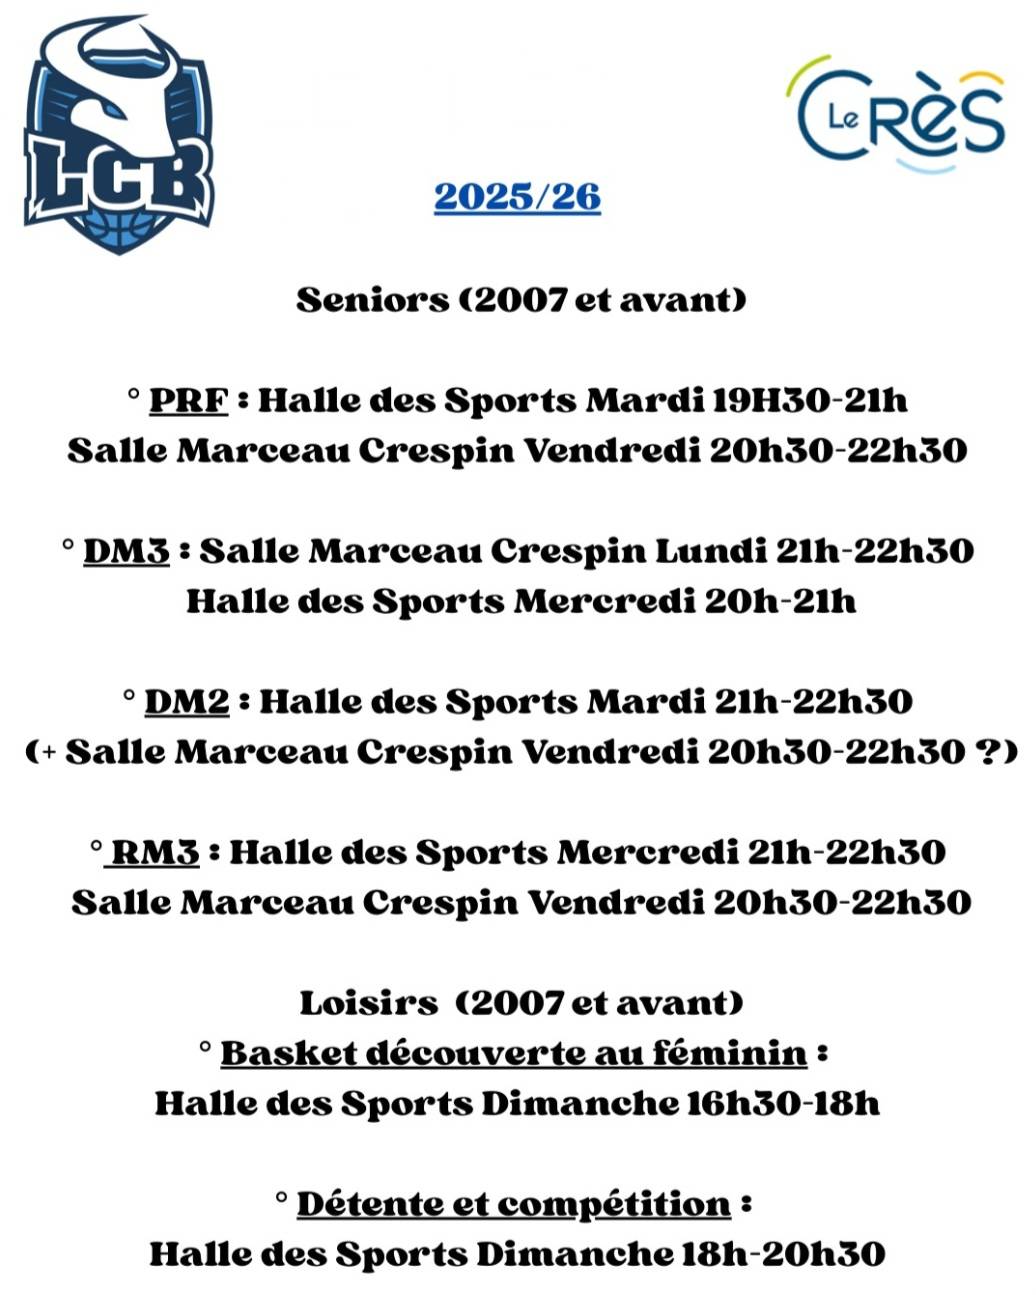 LCB
Le CRèS
2025/26
Seniors (2007 et avant)
° PRF : Halle des Sports Mardi 19H30-21h
Salle Marceau Crespin Vendredi 20h30-22h30
° DM3 : Salle Marceau Crespin Lundi 21h-22h30
Halle des Sports Mercredi 20h-21h
° DM2 : Halle des Sports Mardi 21h-22h30
(+ Salle Marceau Crespin Vendredi 20h30-22h30 ?)
° RM3 : Halle des Sports Mercredi 21h-22h30
Salle Marceau Crespin Vendredi 20h30-22h30
Loisirs (2007 et avant)
° Basket découverte au féminin :
Halle des Sports Dimanche 16h30-18h
° Détente et compétition :
Halle des Sports Dimanche 18h-20h30